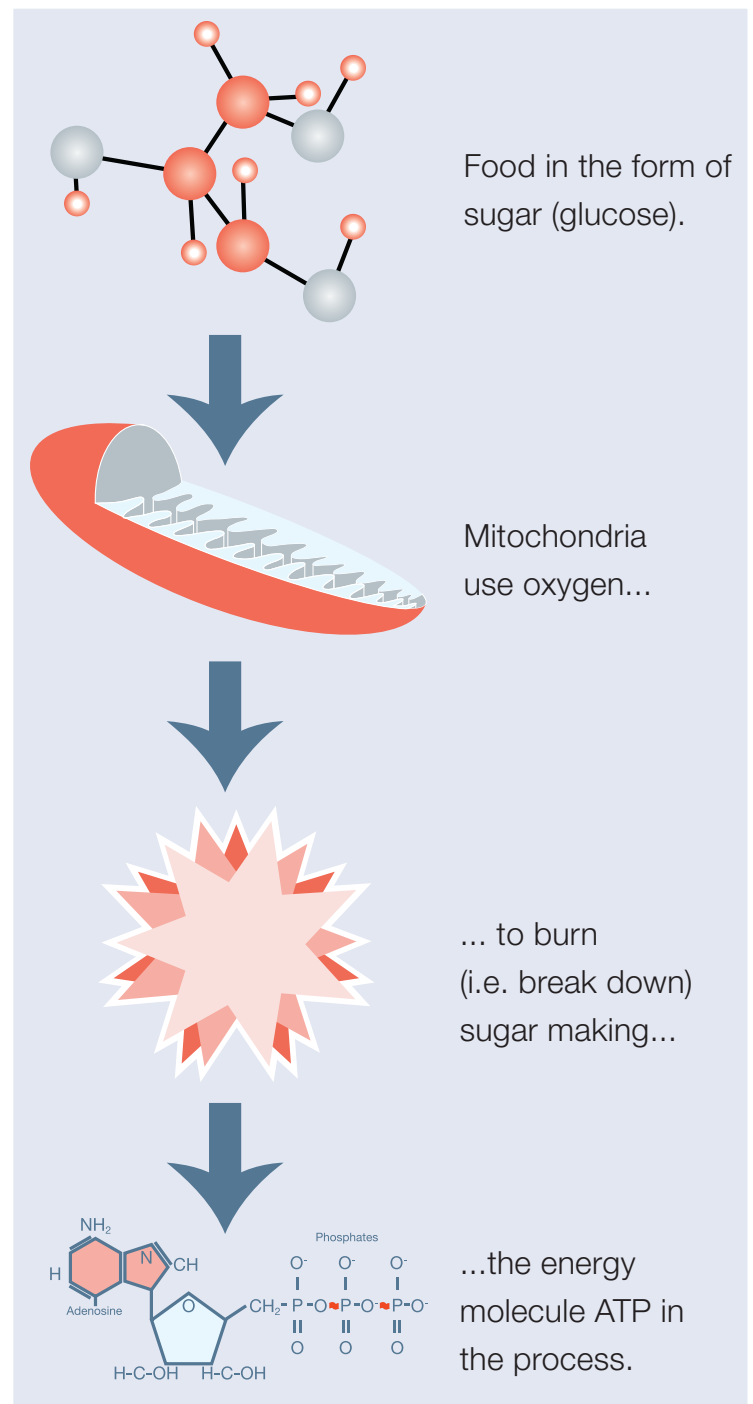 Food in the form of
sugar (glucose).
Mitochondria
use oxygen...
... to burn
(i.e. break down)
sugar making...
...the energy
molecule ATP in
the process.
NH₂
N
CH
H
Adenosine
Phosphates
O⁻ O⁻ O⁻
O CH₂-P-O~P-O⁻~P-O⁻
O O O
H-C-OH H-C-OH